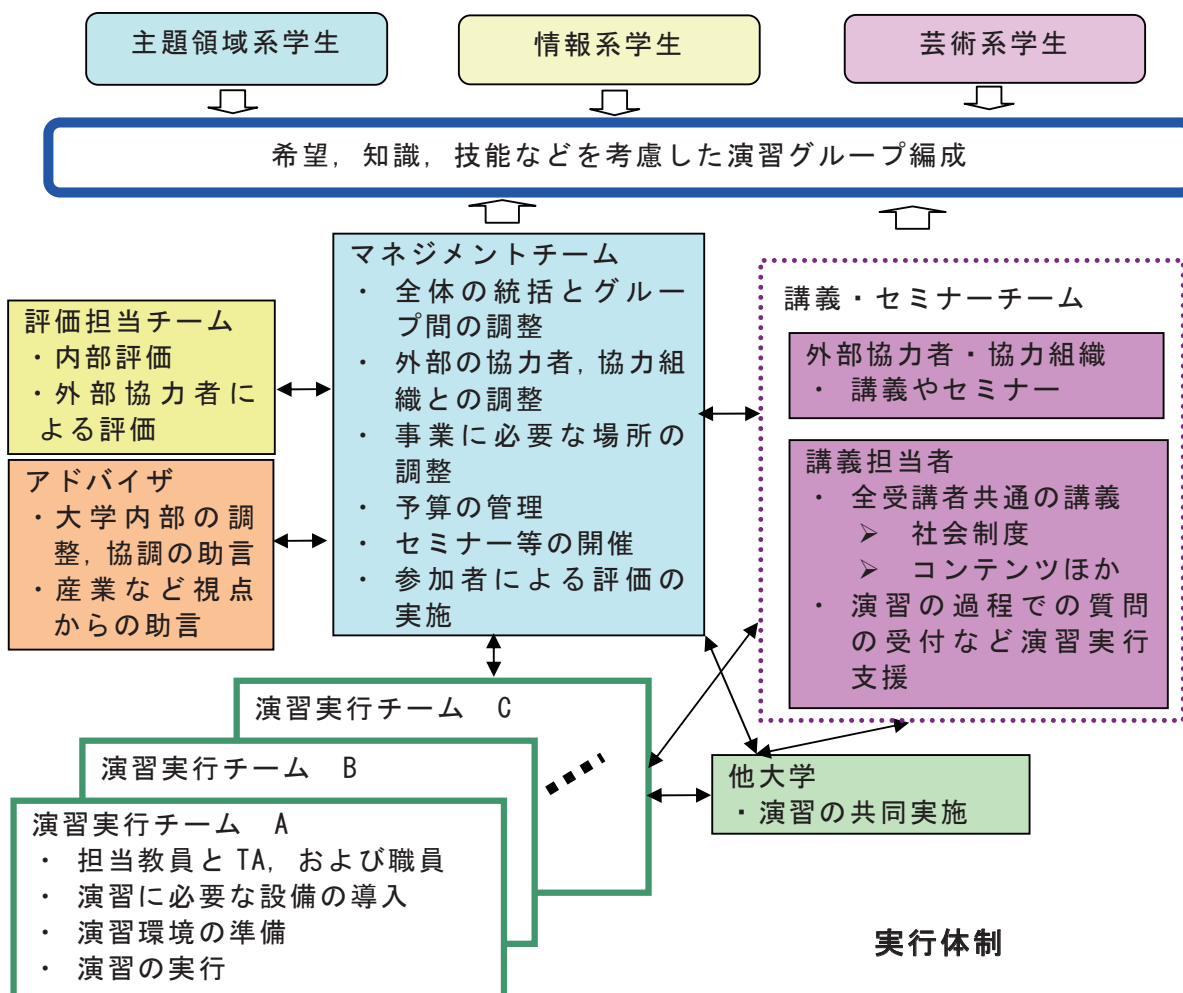 主題領域系学生
情報系学生
芸術系学生
希望，知識，技能などを考慮した演習グループ編成
マネジメントチーム
・ 全体の統括とグルー
プ間の調整
・ 外部の協力者，協力組
織との調整
・ 事業に必要な場所の
調整
・ 予算の管理
・ セミナー等の開催
・ 参加者による評価の
実施
評価担当チーム
・内部評価
・外部協力者に
よる評価
アドバイザ
・大学内部の調
整，協調の助言
・産業など視点
からの助言
講義・セミナーチーム
外部協力者・協力組織
・ 講義やセミナー
講義担当者
・ 全受講者共通の講義
➢ 社会制度
➢ コンテンツほか
・ 演習の過程での質問
の受付など演習実行
支援
演習実行チーム C
演習実行チーム B
演習実行チーム A
・ 担当教員と TA，および職員
・ 演習に必要な設備の導入
・ 演習環境の準備
・ 演習の実行
他大学
・演習の共同実施
実行体制